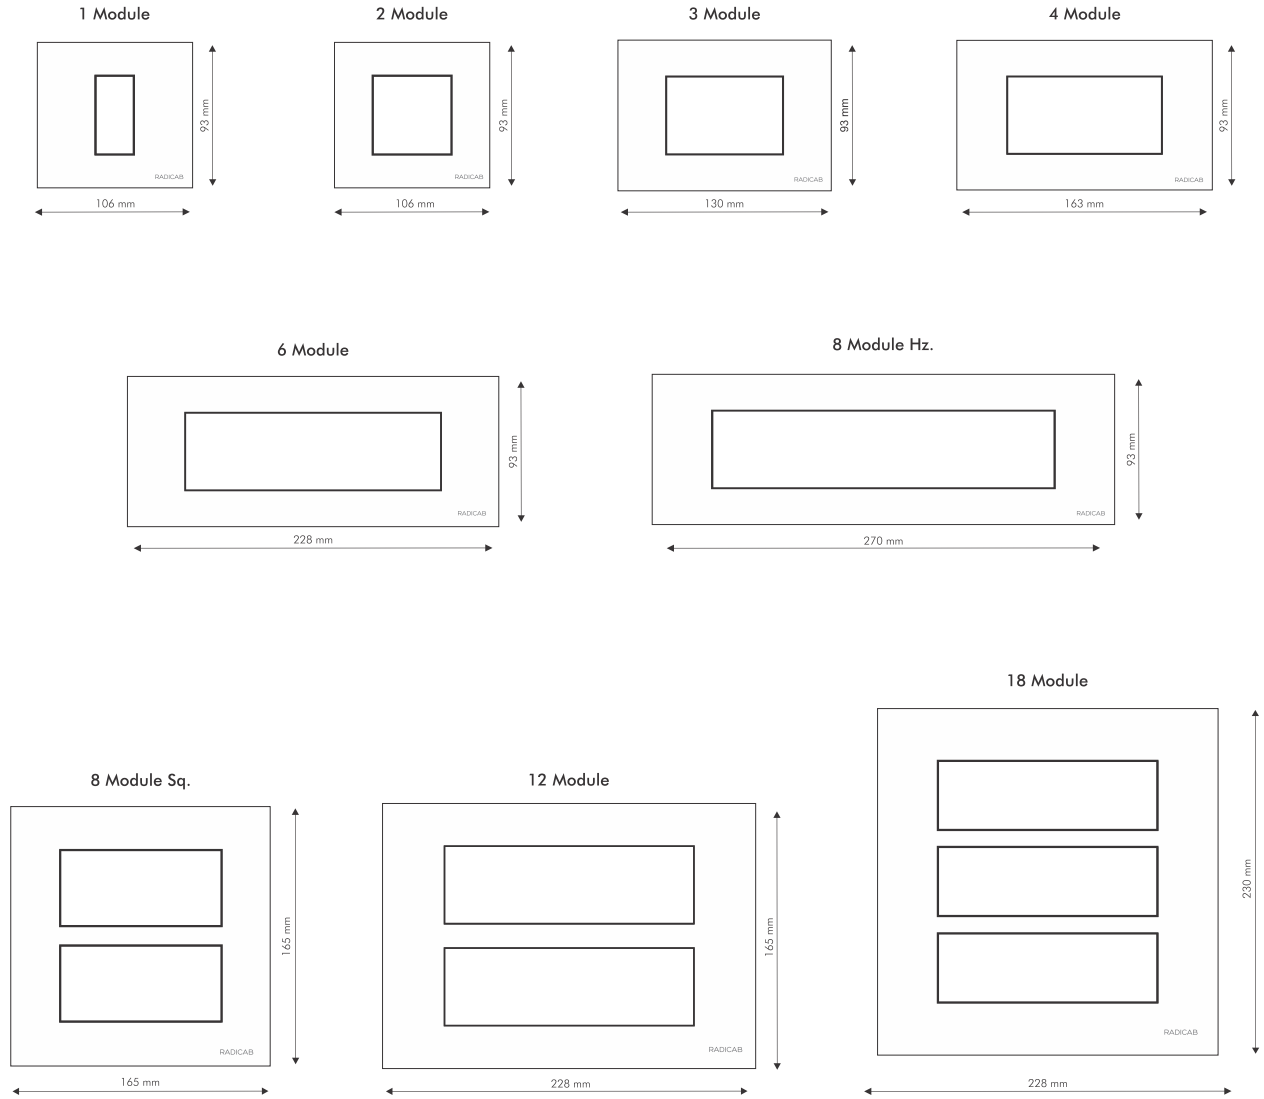 1 Module
2 Module
3 Module
4 Module
93 mm
93 mm
93 mm
93 mm
RADICAB
RADICAB
RADICAB
RADICAB
106 mm
106 mm
130 mm
163 mm
6 Module
8 Module Hz.
93 mm
93 mm
RADICAB
RADICAB
228 mm
270 mm
18 Module
8 Module Sq.
12 Module
165 mm
165 mm
230 mm
RADICAB
RADICAB
RADICAB
165 mm
228 mm
228 mm